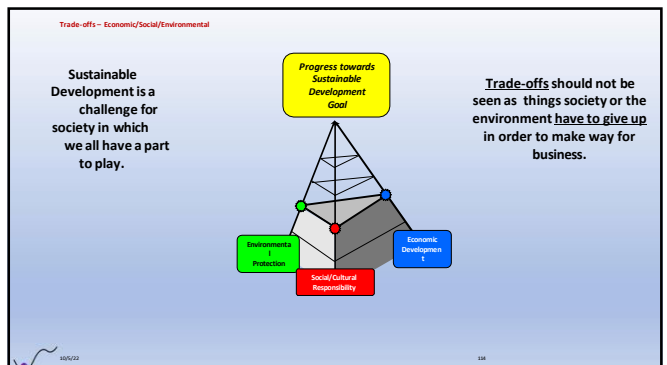 Trade-offs – Economic/Social/Environmental
Sustainable
Development is a
challenge for
society in which
we all have a part
to play.
Progress towards
Sustainable
Development
Goal
Trade-offs should not be
seen as things society or the
environment have to give up
in order to make way for
business.
Environmenta
l
Protection
Social/Cultural
Responsibility
Economic
Developmen
t
10/5/22
114